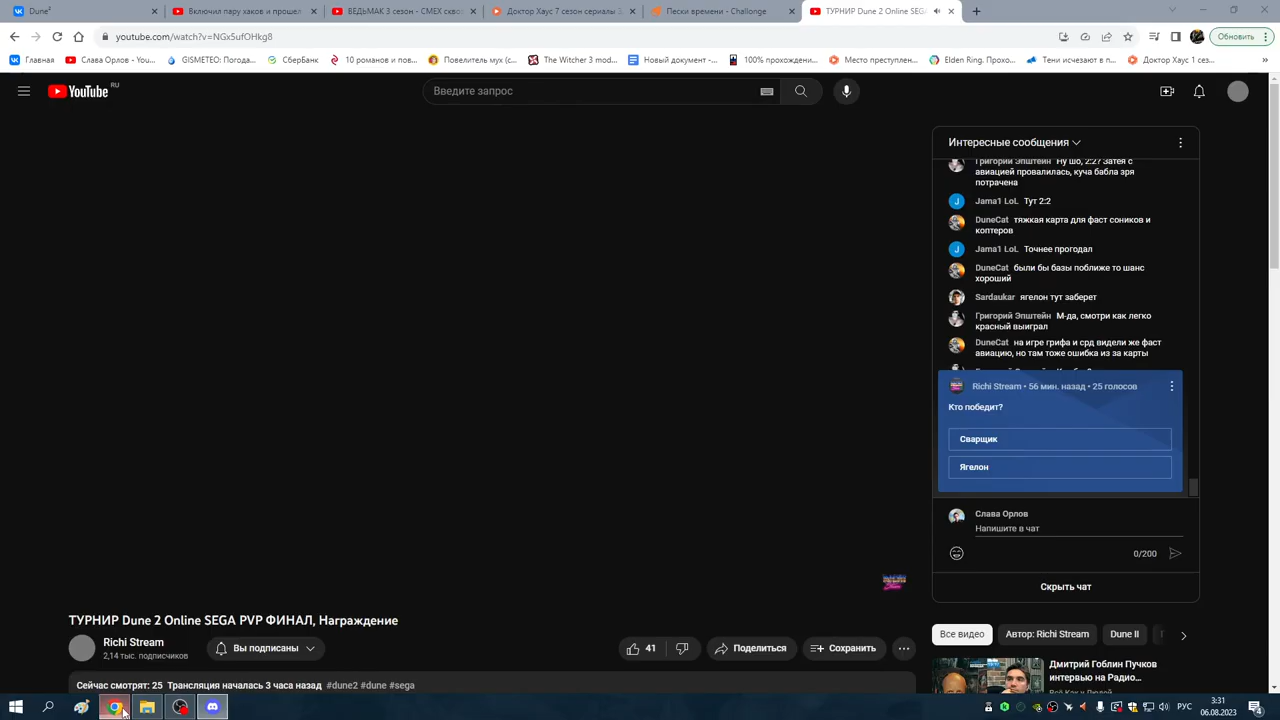 Dune²
Включил пару хаков и прошел
ВЕДЬМАК 3 сезон - СМЕХ сквоз
Доктор Хаус 7 сезон сериалы 3
Пески времени - Challonge
ТУРНИР Dune 2 Online SEGA
youtube.com/watch?v=NGx5ufOHkg8
Обновить
Главная
Слава Орлов - You...
GISMETEO: Погода...
СберБанк
10 романов и пов...
Повелитель мух (с...
The Witcher 3 mod...
Новый документ -...
100% прохождени...
Место преступлен...
Elden Ring. Прохо...
Тени исчезают в п...
Доктор Хаус 1 сез...
YouTube RU
Введите запрос
Интересные сообщения
Григорий Эпштейн Ну шо, 2:2? Затея с
авиацией провалилась, куча бабла зря
потрачена
J Jama1 LoL Тут 2:2
DuneCat тяжкая карта для фаст соников и
коптеров
J Jama1 LoL Точнее прогодал
DuneCat были бы базы поближе то шанс
хороший
Sardaukar ягелон тут заберет
Григорий Эпштейн М-да, смотри как легко
красный выиграл
DuneCat на игре грифа и срд видели же фаст
авиацию, но там тоже ошибка из за карты
Richi Stream • 56 мин. назад • 25 голосов
Кто победит?
Сварщик
Ягелон
Слава Орлов
Напишите в чат
0/200
Скрыть чат
ТУРНИР Dune 2 Online SEGA PVP ФИНАЛ, Награждение
Richi Stream
2,14 тыс. подписчиков
Вы подписаны
41
Поделиться
Сохранить
Сейчас смотрят: 25 Трансляция началась 3 часа назад #dune2 #dune #sega
Все видео
Автор: Richi Stream
Dune II
Дмитрий Гоблин Пучков
интервью на Радио...
Всё Как у Людей
РУС
3:31
06.08.2023